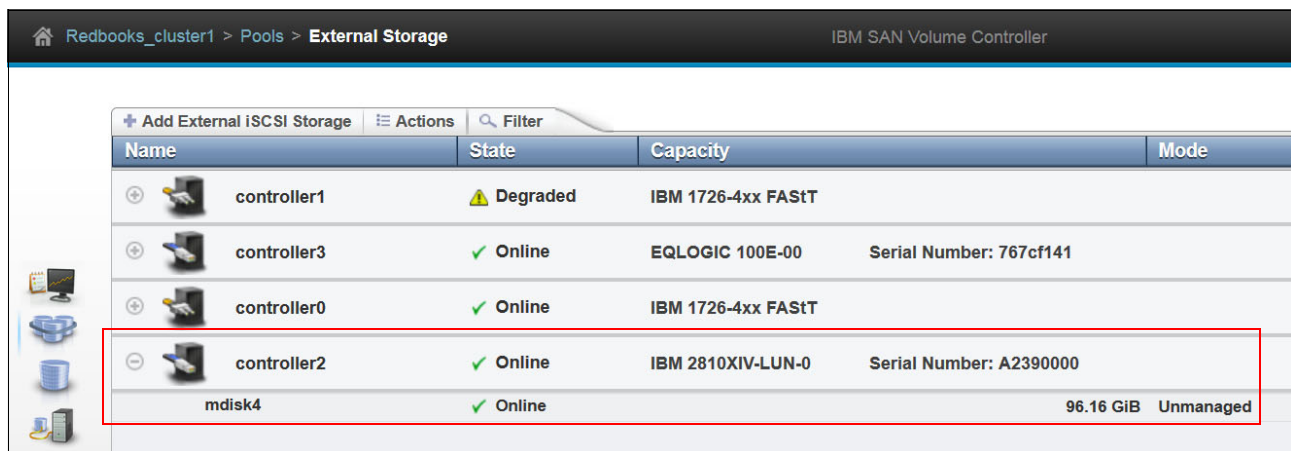 Redbooks_cluster1 > Pools > External Storage IBM SAN Volume Controller
Add External iSCSI Storage Actions Filter
Name State Capacity Mode
controller1 Degraded IBM 1726-4xx FAStT
controller3 Online EQLOGIC 100E-00 Serial Number: 767cf141
controller0 Online IBM 1726-4xx FAStT
controller2 Online IBM 2810XIV-LUN-0 Serial Number: A2390000
mdisk4 Online 96.16 GiB Unmanaged